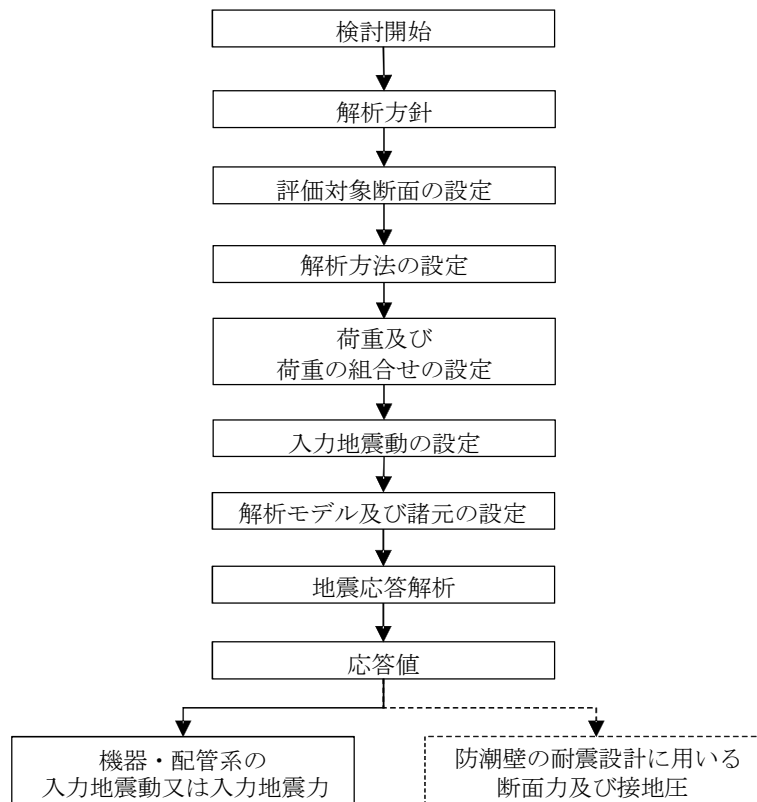 検討開始
解析方針
評価対象断面の設定
解析方法の設定
荷重及び
荷重の組合せの設定
入力地震動の設定
解析モデル及び諸元の設定
地震応答解析
応答値
機器・配管系の
入力地震動又は入力地震力
防潮壁の耐震設計に用いる
断面力及び接地圧